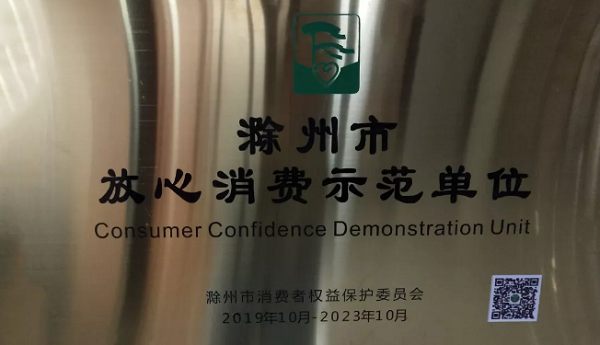 滁州市
放心消费示范单位
Consumer Confidence Demonstration Unit
滁州市消费者权益保护委员会
2019年10月-2023年10月